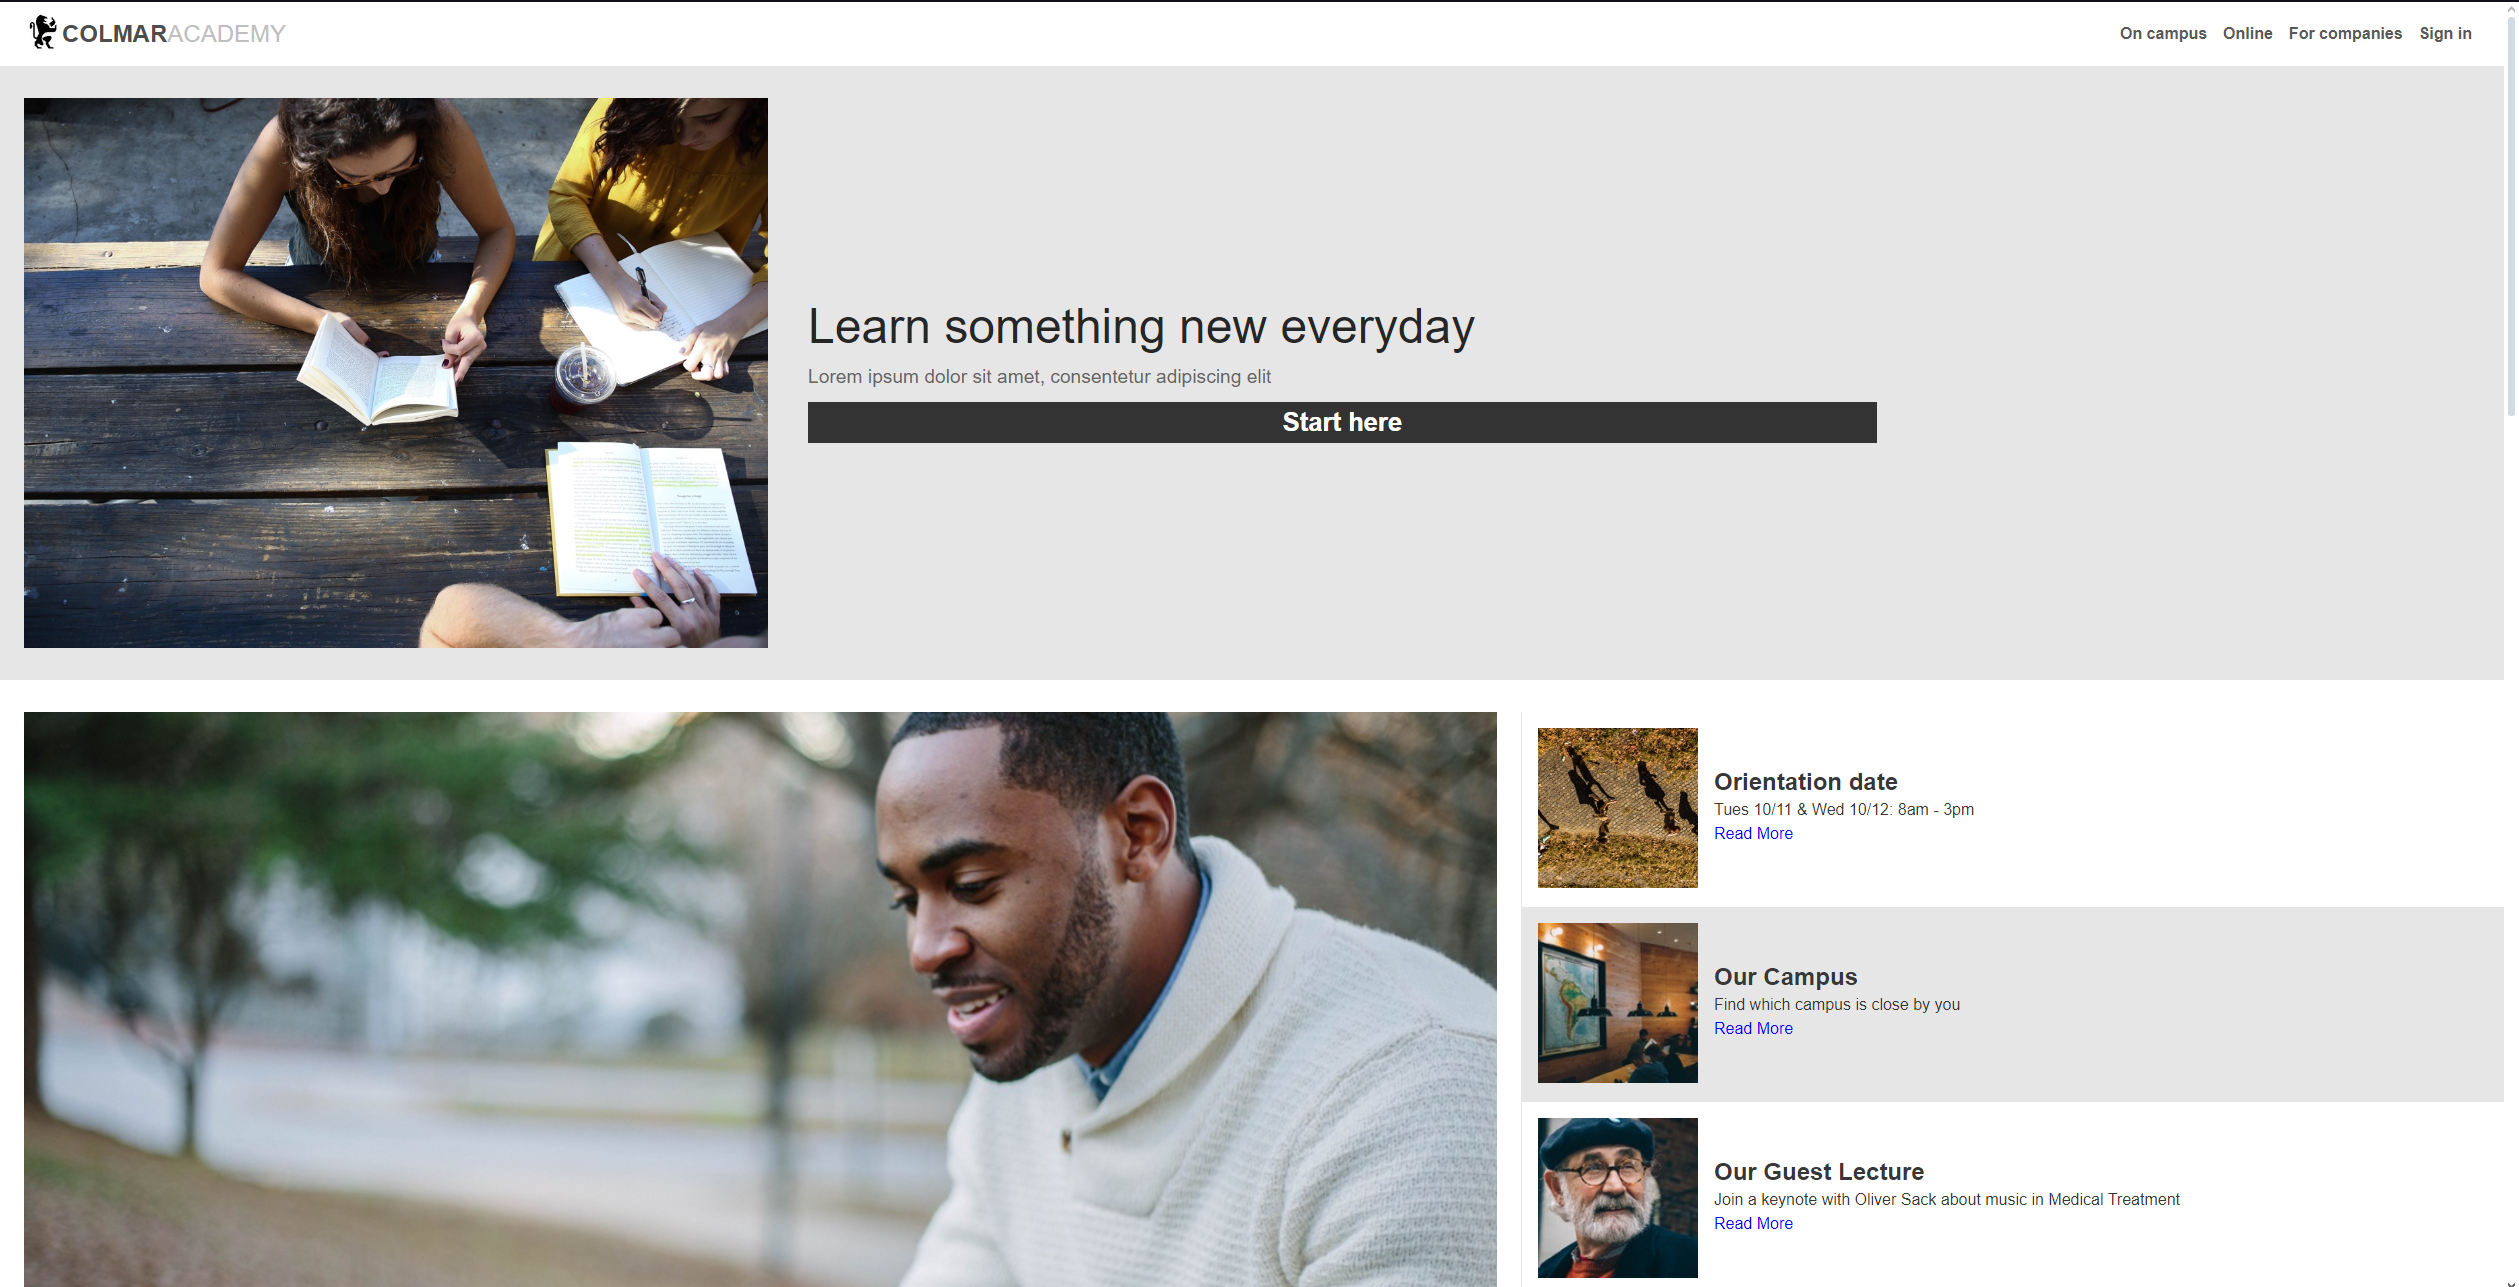 COLMARACADEMY
On campus Online For companies Sign in
Learn something new everyday
Lorem ipsum dolor sit amet, consentetur adipiscing elit
Start here
Orientation date
Tues 10/11 & Wed 10/12: 8am - 3pm
Read More
Our Campus
Find which campus is close by you
Read More
Our Guest Lecture
Join a keynote with Oliver Sack about music in Medical Treatment
Read More